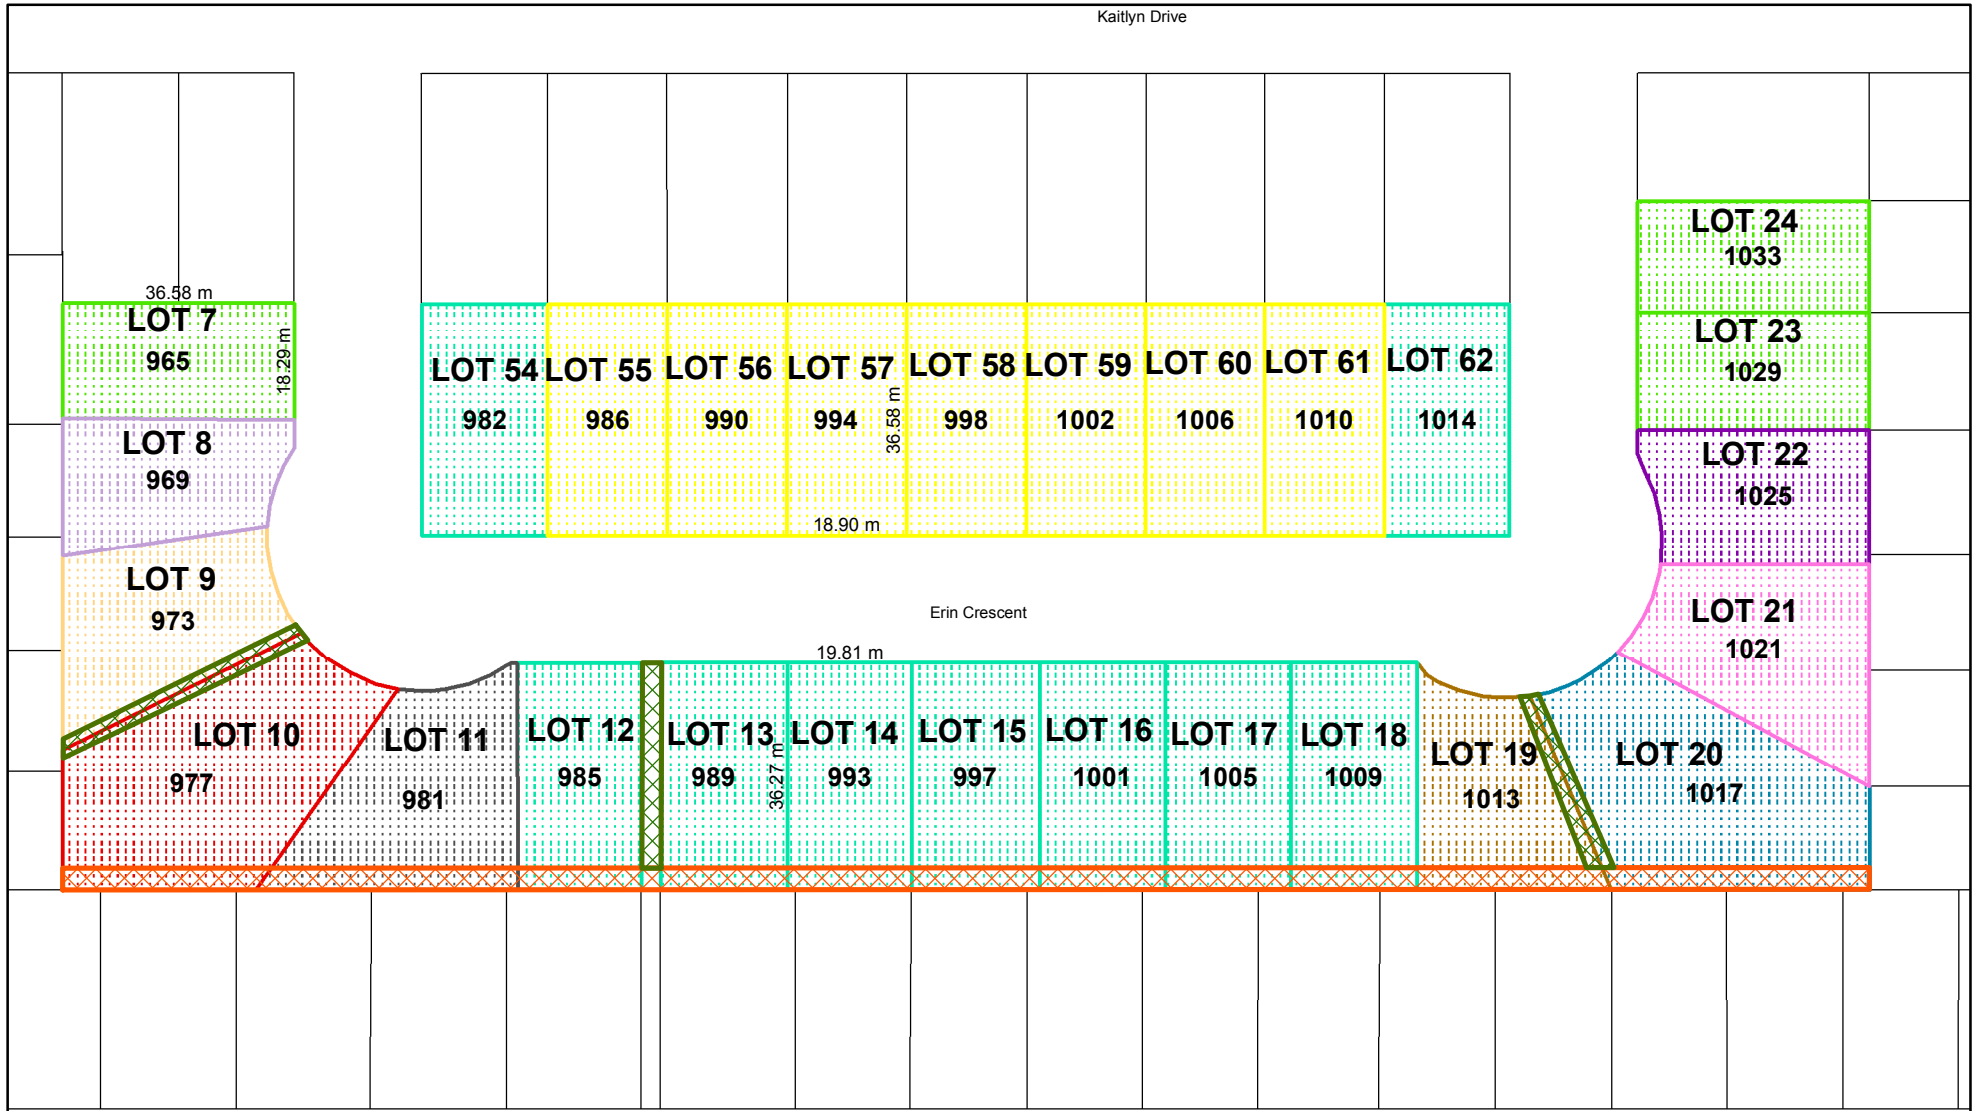 Kaitlyn Drive
LOT 24
1033
36.58 m
LOT 7
965
18.29 m
LOT 23
1029
LOT 54
982
LOT 55
986
LOT 56
990
LOT 57
994
36.58 m
18.90 m
LOT 58
998
LOT 59
1002
LOT 60
1006
LOT 61
1010
LOT 62
1014
LOT 8
969
LOT 22
1025
LOT 9
973
Erin Crescent
LOT 21
1021
19.81 m
LOT 10
977
LOT 11
981
LOT 12
985
LOT 13
989
36.27 m
LOT 14
993
LOT 15
997
LOT 16
1001
LOT 17
1005
LOT 18
1009
LOT 19
1013
LOT 20
1017